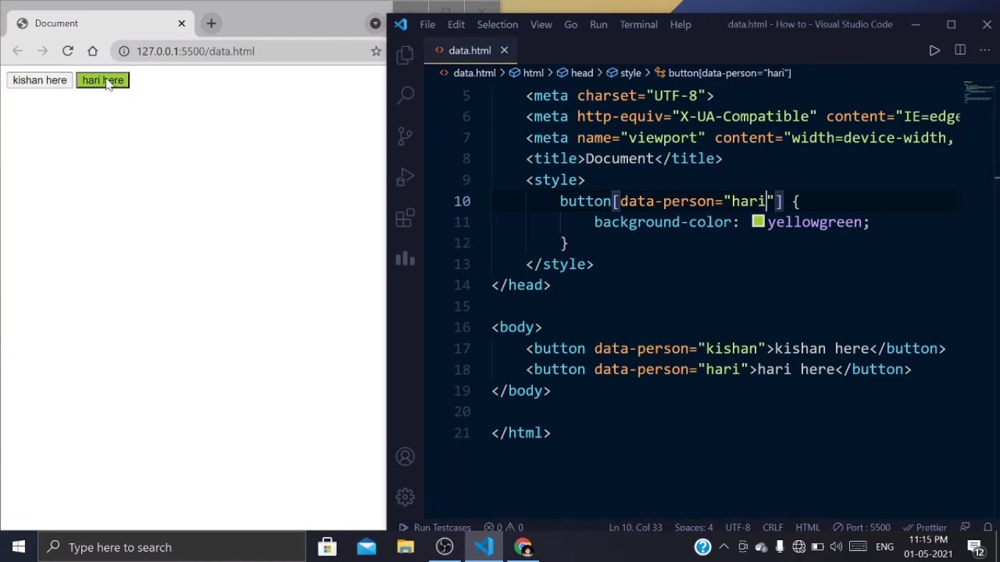 Document
127.0.0.1:5500/data.html
kishan here hari here
File Edit Selection View Go Run Terminal Help data.html - How to - Visual Studio Code
data.html
data.html > html > head > style > button[data-person="hari"]
5 <meta charset="UTF-8">
6 <meta http-equiv="X-UA-Compatible" content="IE=edge
7 <meta name="viewport" content="width=device-width,
8 <title>Document</title>
9 <style>
10 button[data-person="hari"] {
11 background-color: yellowgreen;
12 }
13 </style>
14 </head>
15
16 <body>
17 <button data-person="kishan">kishan here</button>
18 <button data-person="hari">hari here</button>
19 </body>
20
21 </html>
Run Testcases 0 0 Ln 10, Col 33 Spaces: 4 UTF-8 CRLF HTML Port : 5500 Prettier
Type here to search
ENG
11:15 PM
01-05-2021
12